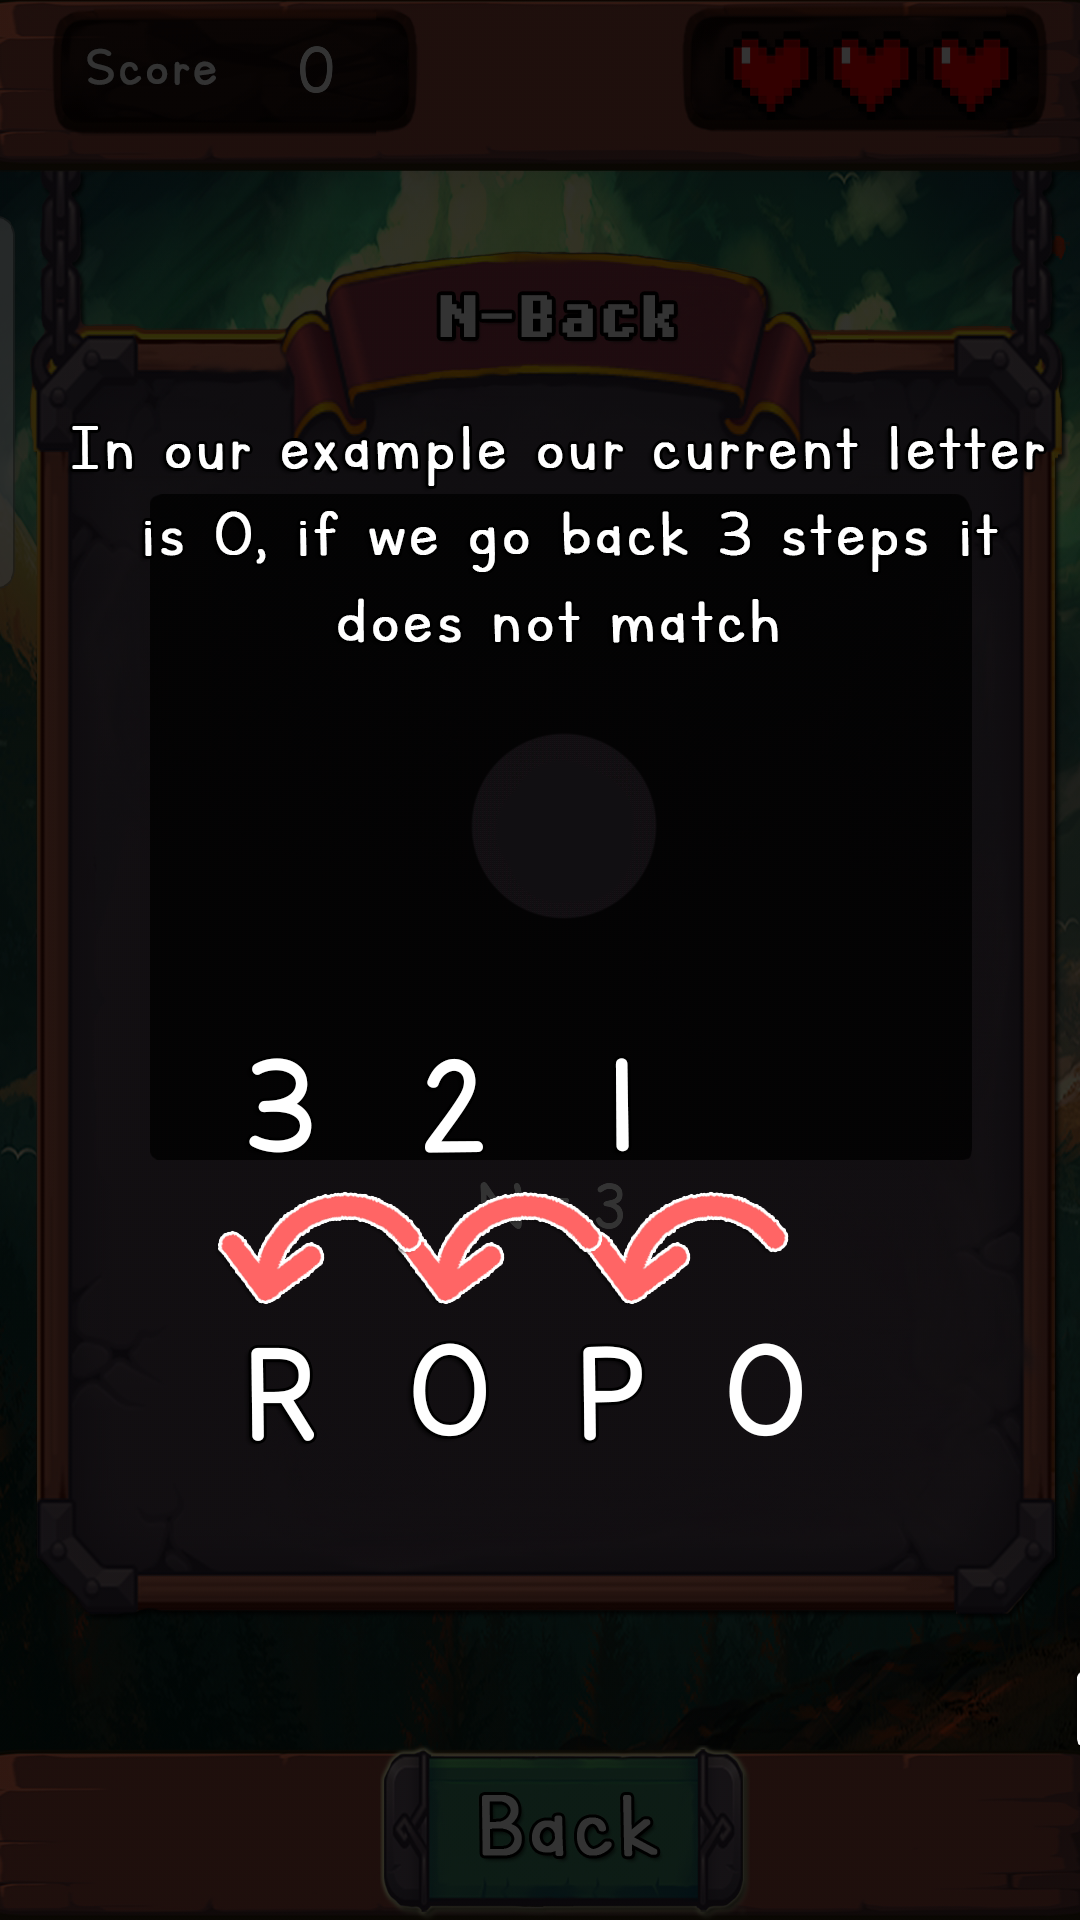 Score 0
N-Back
In our example our current letter
is O, if we go back 3 steps it
does not match
3 2 1
N = 3
R O P O
Back